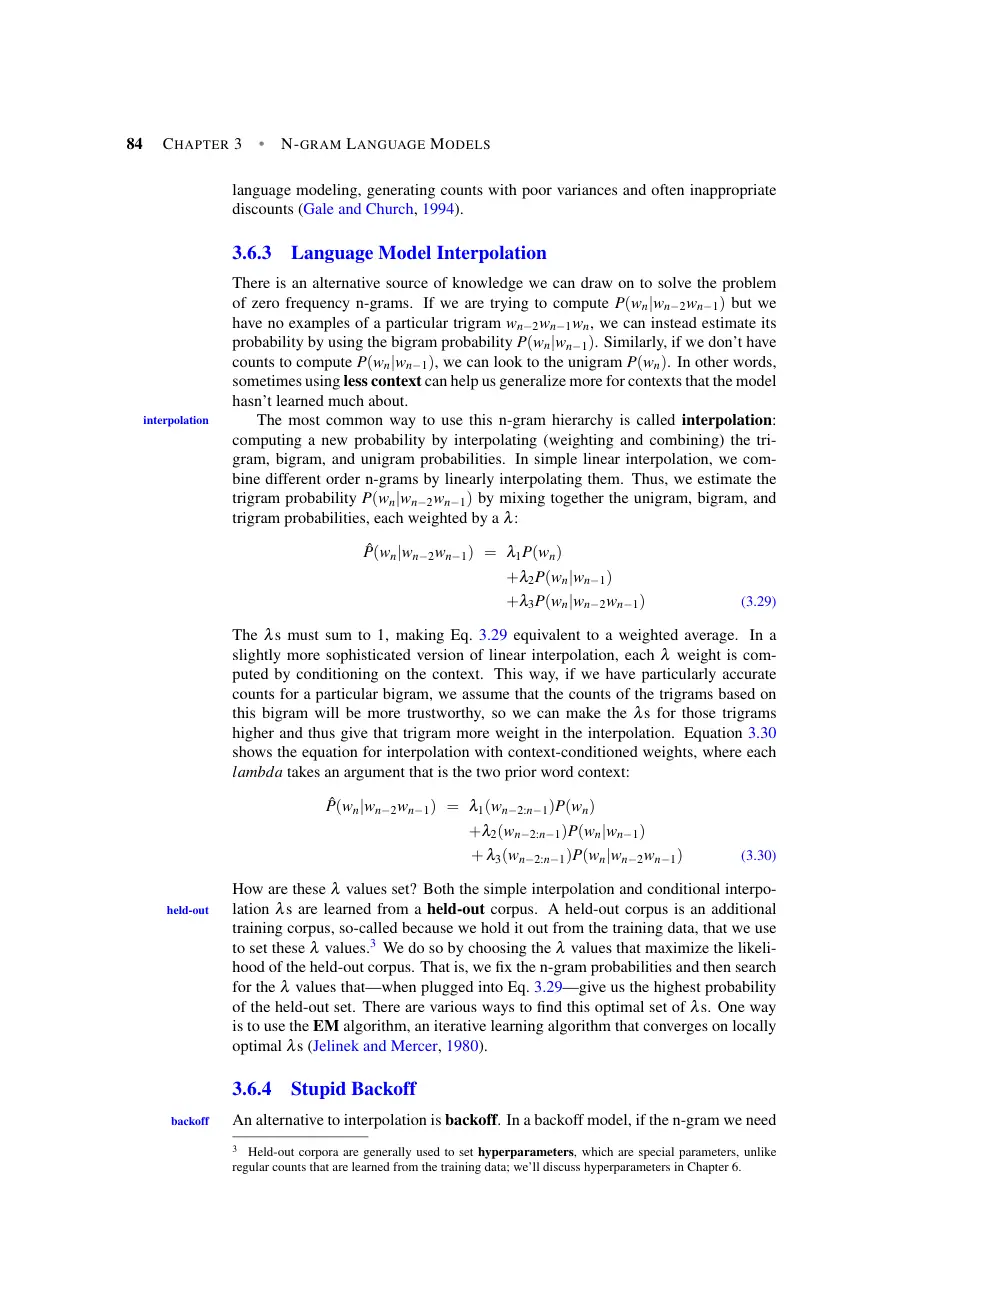 84 CHAPTER 3 • N-GRAM LANGUAGE MODELS
language modeling, generating counts with poor variances and often inappropriate
discounts (Gale and Church, 1994).
3.6.3 Language Model Interpolation
There is an alternative source of knowledge we can draw on to solve the problem
of zero frequency n-grams. If we are trying to compute P(wₙ|wₙ₋₂wₙ₋₁) but we
have no examples of a particular trigram wₙ₋₂wₙ₋₁wₙ, we can instead estimate its
probability by using the bigram probability P(wₙ|wₙ₋₁). Similarly, if we don't have
counts to compute P(wₙ|wₙ₋₁), we can look to the unigram P(wₙ). In other words,
sometimes using less context can help us generalize more for contexts that the model
hasn't learned much about.
interpolation
The most common way to use this n-gram hierarchy is called interpolation:
computing a new probability by interpolating (weighting and combining) the tri-
gram, bigram, and unigram probabilities. In simple linear interpolation, we com-
bine different order n-grams by linearly interpolating them. Thus, we estimate the
trigram probability P(wₙ|wₙ₋₂wₙ₋₁) by mixing together the unigram, bigram, and
trigram probabilities, each weighted by a λ:
P̂(wₙ|wₙ₋₂wₙ₋₁) = λ₁P(wₙ)
+λ₂P(wₙ|wₙ₋₁)
+λ₃P(wₙ|wₙ₋₂wₙ₋₁) (3.29)
The λs must sum to 1, making Eq. 3.29 equivalent to a weighted average. In a
slightly more sophisticated version of linear interpolation, each λ weight is com-
puted by conditioning on the context. This way, if we have particularly accurate
counts for a particular bigram, we assume that the counts of the trigrams based on
this bigram will be more trustworthy, so we can make the λs for those trigrams
higher and thus give that trigram more weight in the interpolation. Equation 3.30
shows the equation for interpolation with context-conditioned weights, where each
lambda takes an argument that is the two prior word context:
P̂(wₙ|wₙ₋₂wₙ₋₁) = λ₁(wₙ₋₂:ₙ₋₁)P(wₙ)
+λ₂(wₙ₋₂:ₙ₋₁)P(wₙ|wₙ₋₁)
+ λ₃(wₙ₋₂:ₙ₋₁)P(wₙ|wₙ₋₂wₙ₋₁) (3.30)
How are these λ values set? Both the simple interpolation and conditional interpo-
held-out
lation λs are learned from a held-out corpus. A held-out corpus is an additional
training corpus, so-called because we hold it out from the training data, that we use
to set these λ values.³ We do so by choosing the λ values that maximize the likeli-
hood of the held-out corpus. That is, we fix the n-gram probabilities and then search
for the λ values that—when plugged into Eq. 3.29—give us the highest probability
of the held-out set. There are various ways to find this optimal set of λs. One way
is to use the EM algorithm, an iterative learning algorithm that converges on locally
optimal λs (Jelinek and Mercer, 1980).
3.6.4 Stupid Backoff
backoff
An alternative to interpolation is backoff. In a backoff model, if the n-gram we need
³ Held-out corpora are generally used to set hyperparameters, which are special parameters, unlike
regular counts that are learned from the training data; we'll discuss hyperparameters in Chapter 6.